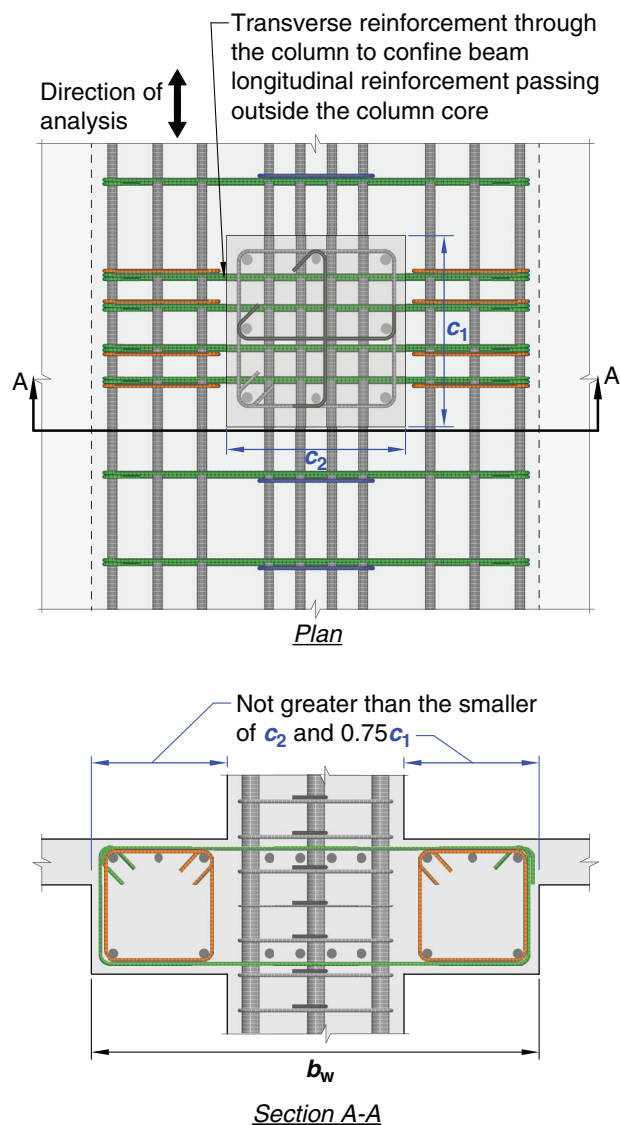 Transverse reinforcement through
the column to confine beam
longitudinal reinforcement passing
outside the column core
Direction of
analysis
c1
A
A
c2
Plan
Not greater than the smaller
of c2 and 0.75c1
bw
Section A-A